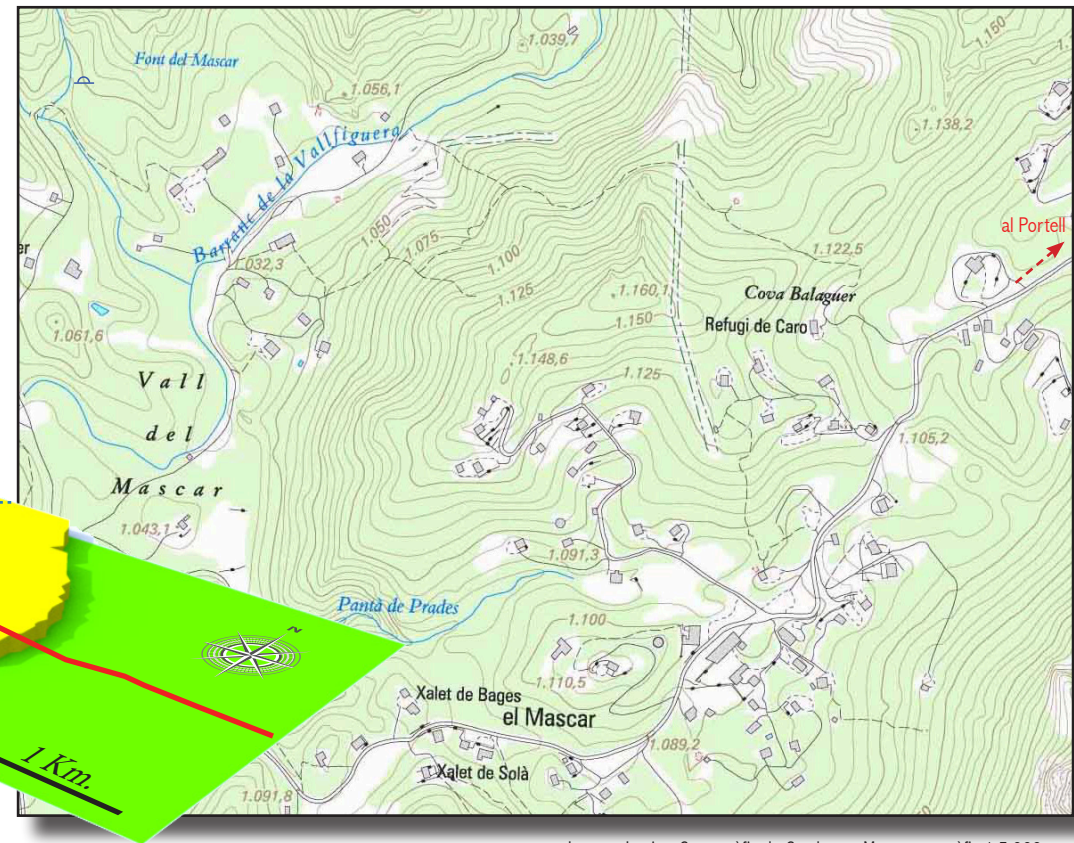 1.039,7
1.150
Font del Mascar
1.056,1
1.138,2
Barranc de la Vallfiguera
1.050
1.075
1.100
1.125
al Portell
1.122,5
1.032,3
1.160,1
Cova Balaguer
1.150
Refugi de Caro
1.061,6
1.148,6
1.125
Vall
del
Mascar
1.105,2
1.043,1
1.091,3
Pantà de Prades
1.100
1.110,5
Xalet de Bages
el Mascar
1.089,2
Xalet de Solà
1.091,8
N
1 Km.